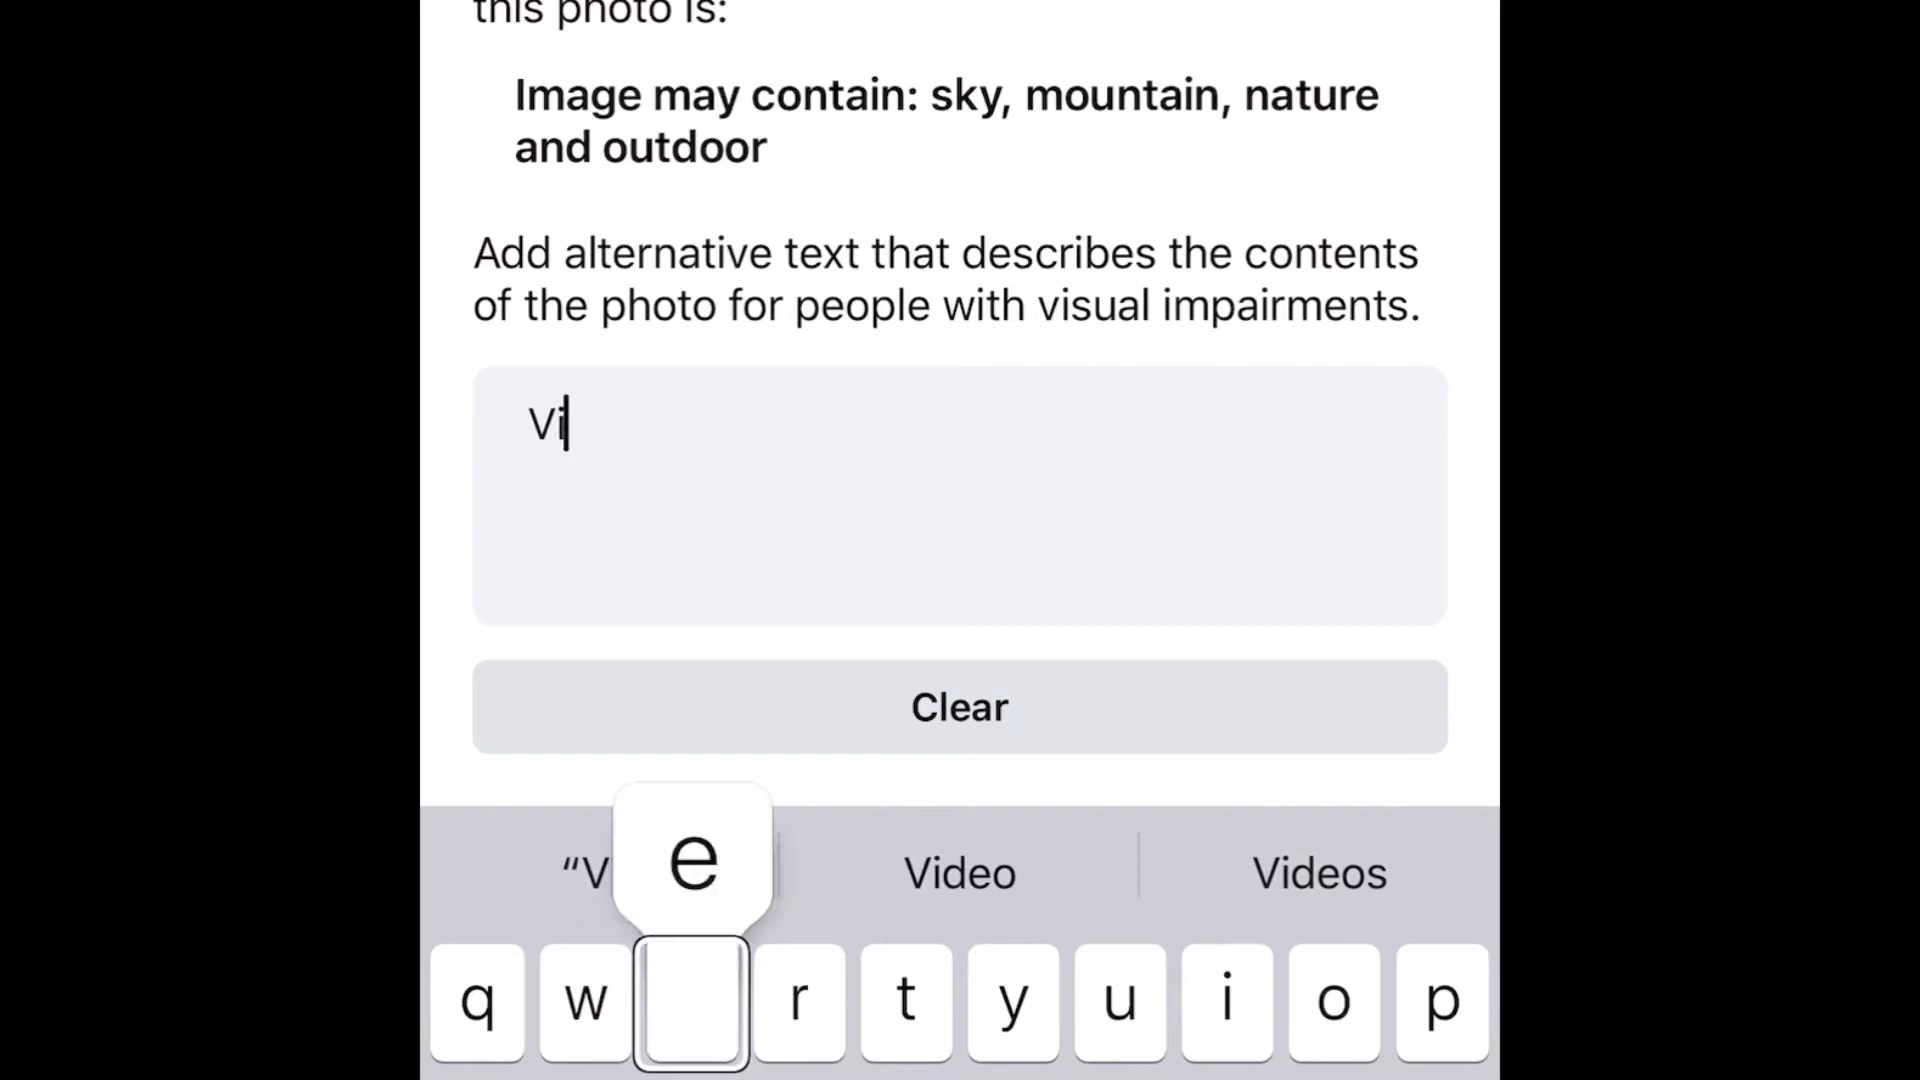 this photo is:
Image may contain: sky, mountain, nature
and outdoor
Add alternative text that describes the contents
of the photo for people with visual impairments.
Vi
Clear
“V
e
Video
Videos
q w r t y u i o p